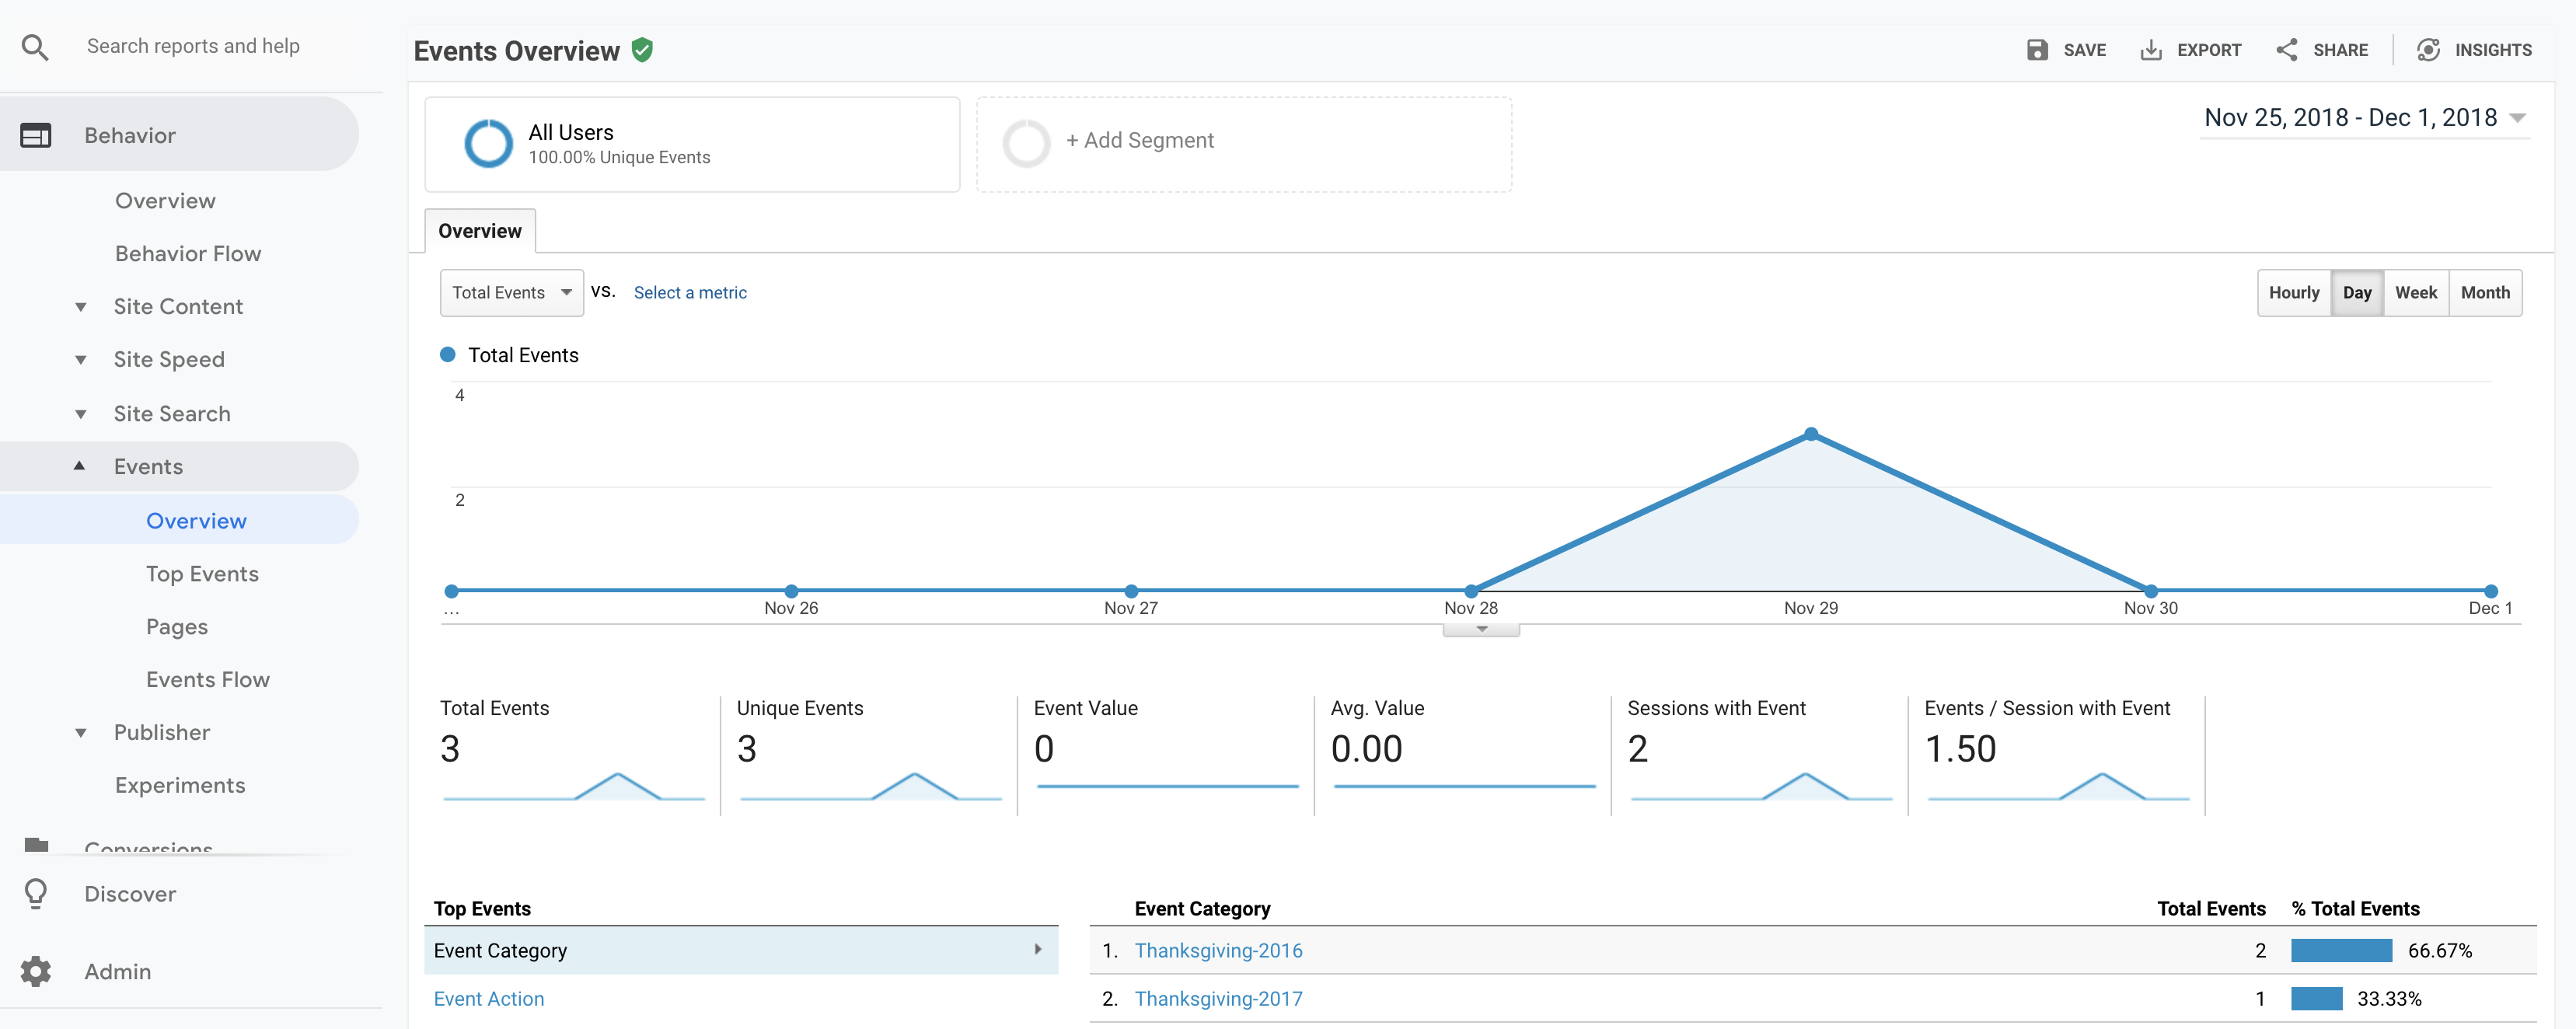 Search reports and help
Behavior
Overview
Behavior Flow
Site Content
Site Speed
Site Search
Events
Overview
Top Events
Pages
Events Flow
Publisher
Experiments
Conversions
Discover
Admin
Events Overview
SAVE EXPORT SHARE INSIGHTS
All Users
100.00% Unique Events
+ Add Segment
Nov 25, 2018 - Dec 1, 2018
Overview
Total Events VS. Select a metric
Hourly Day Week Month
Total Events
4
2
... Nov 26 Nov 27 Nov 28 Nov 29 Nov 30 Dec 1
Total Events
3
Unique Events
3
Event Value
0
Avg. Value
0.00
Sessions with Event
2
Events / Session with Event
1.50
Top Events
Event Category
Event Action
Event Category Total Events % Total Events
1. Thanksgiving-2016 2 66.67%
2. Thanksgiving-2017 1 33.33%